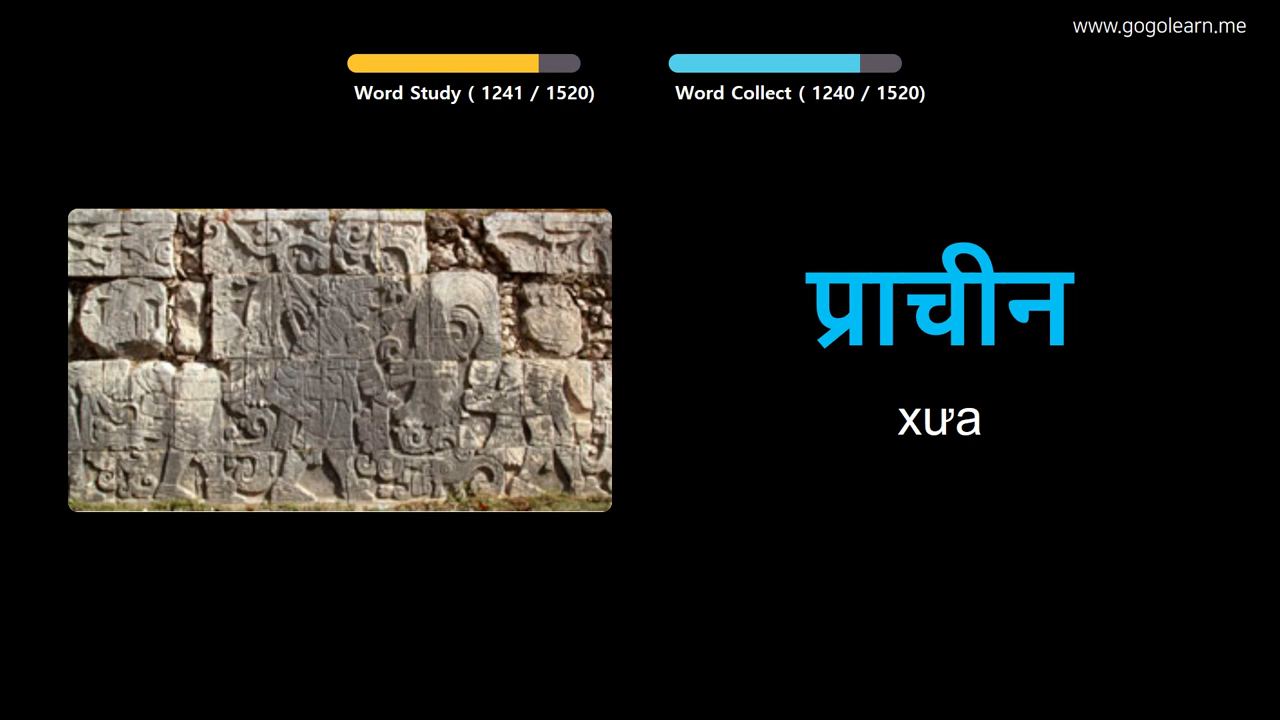 www.gogolearn.me
Word Study ( 1241 / 1520)
Word Collect ( 1240 / 1520)
प्राचीन
xưa